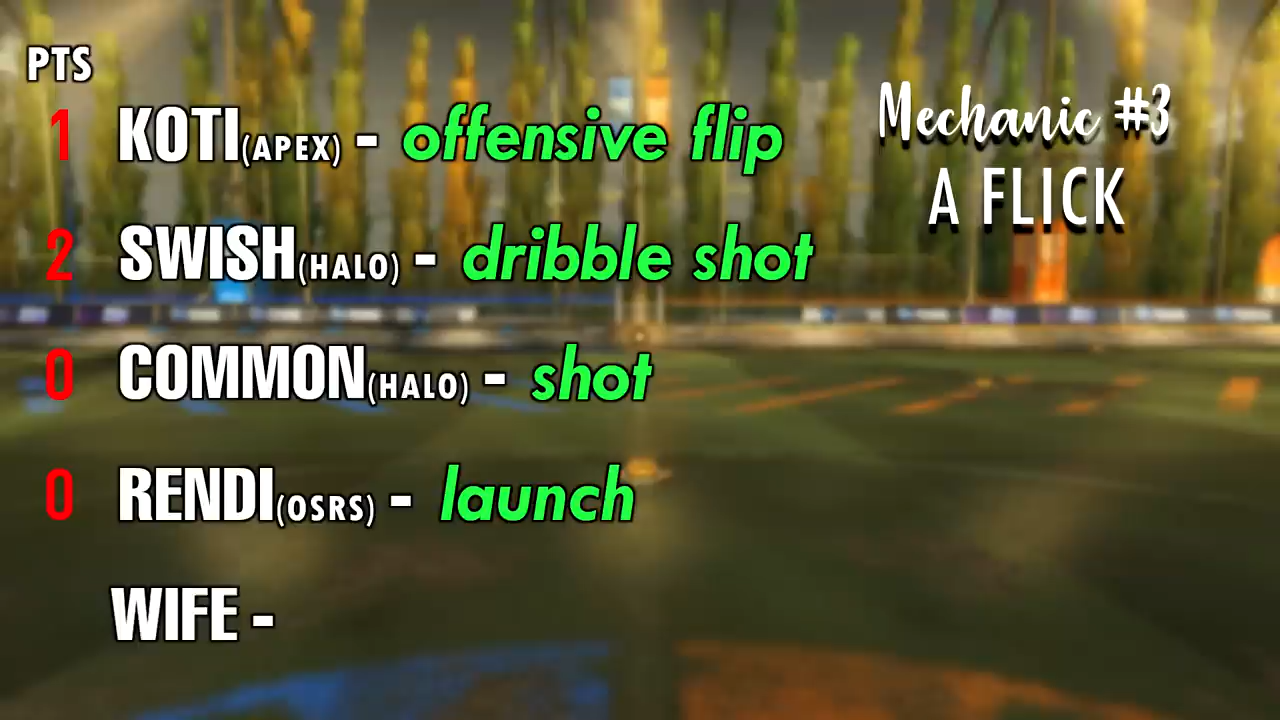 PTS
Mechanic #3
A FLICK
1 KOTI(APEX) - offensive flip
2 SWISH(HALO) - dribble shot
0 COMMON(HALO) - shot
0 RENDI(OSRS) - launch
WIFE -